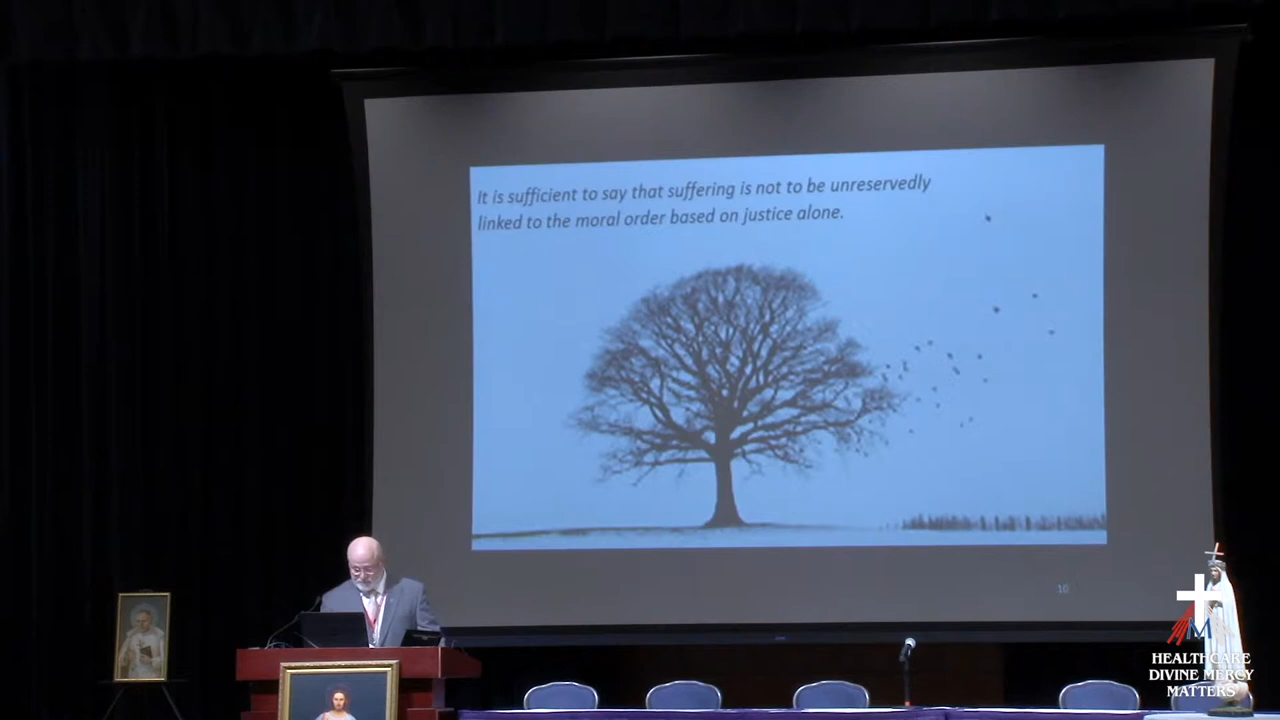 It is sufficient to say that suffering is not to be unreservedly
linked to the moral order based on justice alone.
10
M
HEALTHCARE
DIVINE MERCY
MATTERS